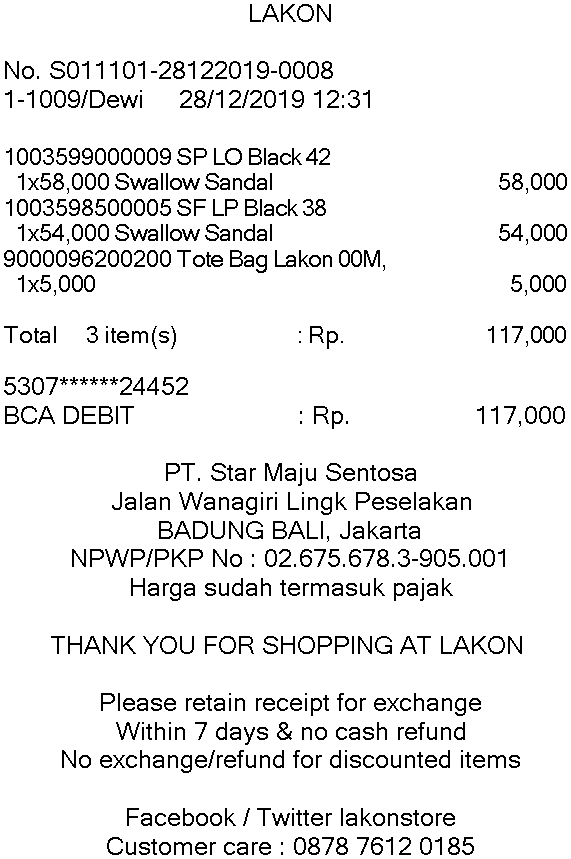 LAKON
No. S011101-28122019-0008
1-1009/Dewi 28/12/2019 12:31
1003599000009 SP LO Black 42
1x58,000 Swallow Sandal 58,000
1003598500005 SF LP Black 38
1x54,000 Swallow Sandal 54,000
9000096200200 Tote Bag Lakon 00M,
1x5,000 5,000
Total 3 item(s) : Rp. 117,000
5307******24452
BCA DEBIT : Rp. 117,000
PT. Star Maju Sentosa
Jalan Wanagiri Lingk Peselakan
BADUNG BALI, Jakarta
NPWP/PKP No : 02.675.678.3-905.001
Harga sudah termasuk pajak
THANK YOU FOR SHOPPING AT LAKON
Please retain receipt for exchange
Within 7 days & no cash refund
No exchange/refund for discounted items
Facebook / Twitter lakonstore
Customer care : 0878 7612 0185